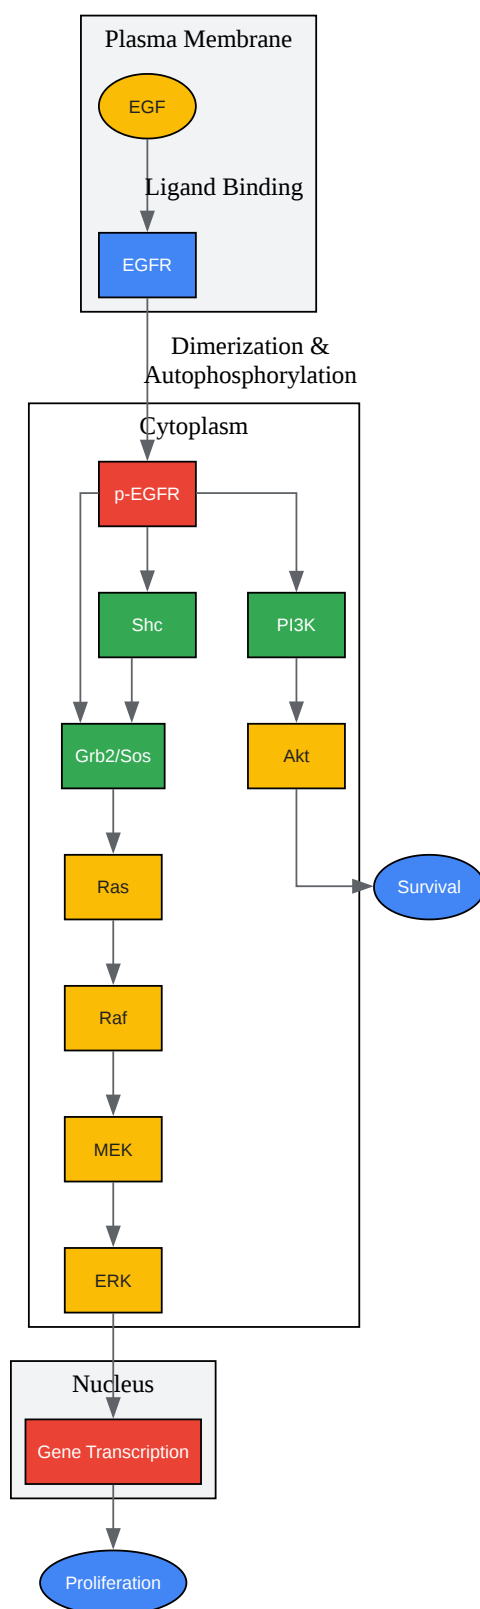 Plasma Membrane
EGF
Ligand Binding
EGFR
Dimerization &
Autophosphorylation
Cytoplasm
p-EGFR
Shc
PI3K
Grb2/Sos
Akt
Ras
Survival
Raf
MEK
ERK
Nucleus
Gene Transcription
Proliferation